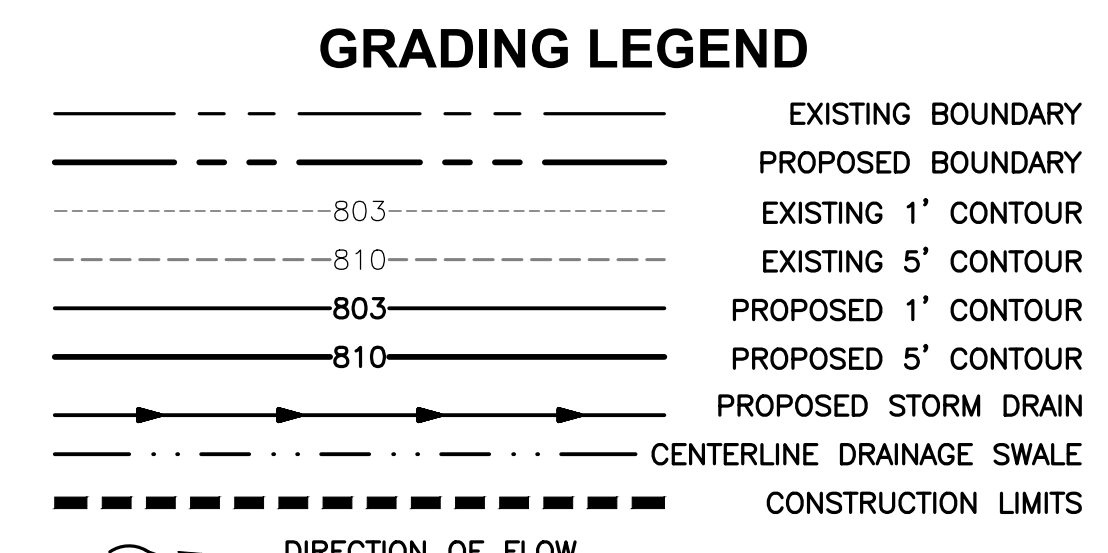 GRADING LEGEND
EXISTING BOUNDARY
PROPOSED BOUNDARY
803 EXISTING 1' CONTOUR
810 EXISTING 5' CONTOUR
803 PROPOSED 1' CONTOUR
810 PROPOSED 5' CONTOUR
PROPOSED STORM DRAIN
CENTERLINE DRAINAGE SWALE
CONSTRUCTION LIMITS
DIRECTION OF FLOW